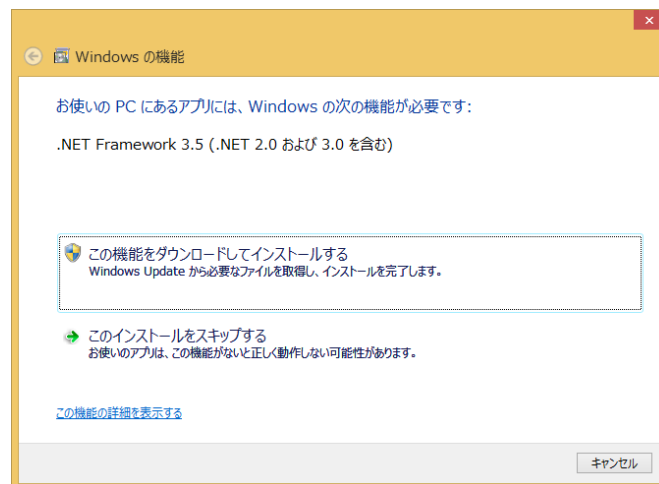 Windows の機能
お使いの PC にあるアプリには、Windows の次の機能が必要です:
.NET Framework 3.5 (.NET 2.0 および 3.0 を含む)
この機能をダウンロードしてインストールする
Windows Update から必要なファイルを取得し、インストールを完了します。
このインストールをスキップする
お使いのアプリは、この機能がないと正しく動作しない可能性があります。
この機能の詳細を表示する
キャンセル